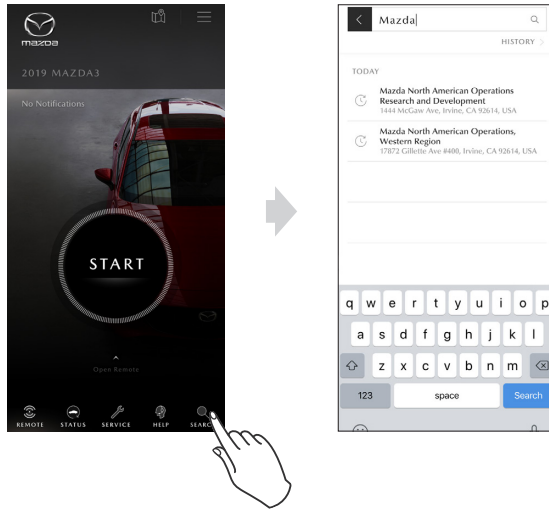 mazda
2019 MAZDA3
No Notifications
START
Open Remote
REMOTE STATUS SERVICE HELP SEARCH
Mazda
HISTORY
TODAY
Mazda North American Operations
Research and Development
1444 McGaw Ave, Irvine, CA 92614, USA
Mazda North American Operations,
Western Region
17872 Gillette Ave #400, Irvine, CA 92614, USA
q w e r t y u i o p
a s d f g h j k l
z x c v b n m
123 space Search